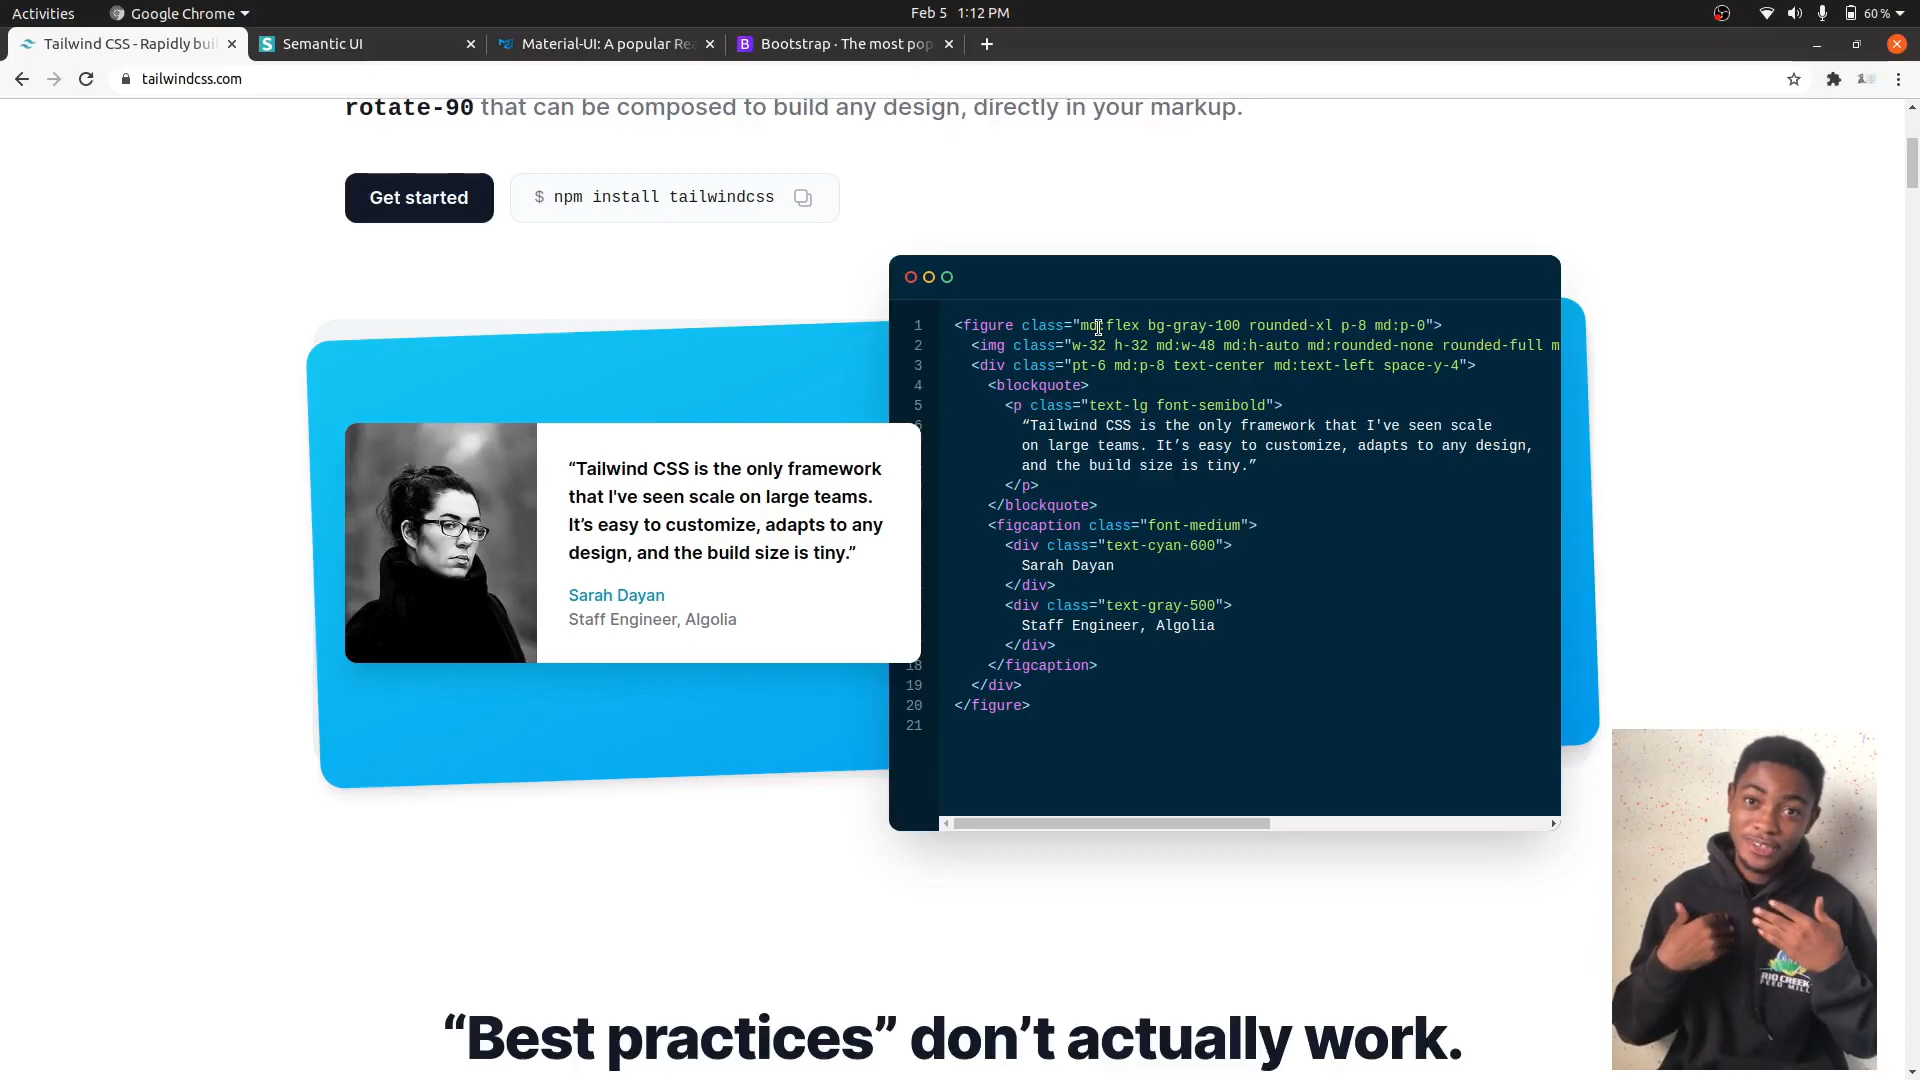 Activities
Google Chrome
Feb 5 1:12 PM
60 %
Tailwind CSS - Rapidly buil
Semantic UI
Material-UI: A popular Re
Bootstrap · The most pop
tailwindcss.com
rotate-90 that can be composed to build any design, directly in your markup.
Get started
$ npm install tailwindcss
“Tailwind CSS is the only framework
that I've seen scale on large teams.
It’s easy to customize, adapts to any
design, and the build size is tiny.”
Sarah Dayan
Staff Engineer, Algolia
1 <figure class="md:flex bg-gray-100 rounded-xl p-8 md:p-0">
2 <img class="w-32 h-32 md:w-48 md:h-auto md:rounded-none rounded-full m
3 <div class="pt-6 md:p-8 text-center md:text-left space-y-4">
4 <blockquote>
5 <p class="text-lg font-semibold">
6 “Tailwind CSS is the only framework that I've seen scale
on large teams. It’s easy to customize, adapts to any design,
and the build size is tiny.”
</p>
</blockquote>
<figcaption class="font-medium">
<div class="text-cyan-600">
Sarah Dayan
</div>
<div class="text-gray-500">
Staff Engineer, Algolia
</div>
18 </figcaption>
19 </div>
20 </figure>
21
“Best practices” don’t actually work.
RIO CREEK
FEED MILL